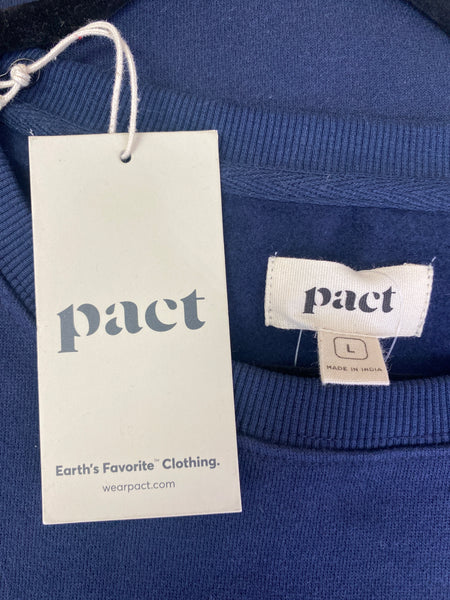 pact
Earth's Favorite™ Clothing.
wearpact.com
pact
L
MADE IN INDIA